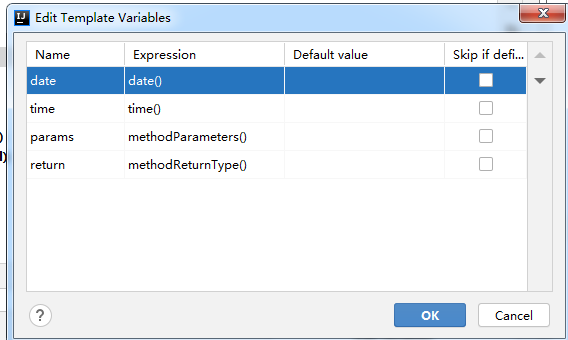 IJ Edit Template Variables
Name Expression Default value Skip if defi...
date date()
time time()
params methodParameters()
return methodReturnType()
? OK Cancel